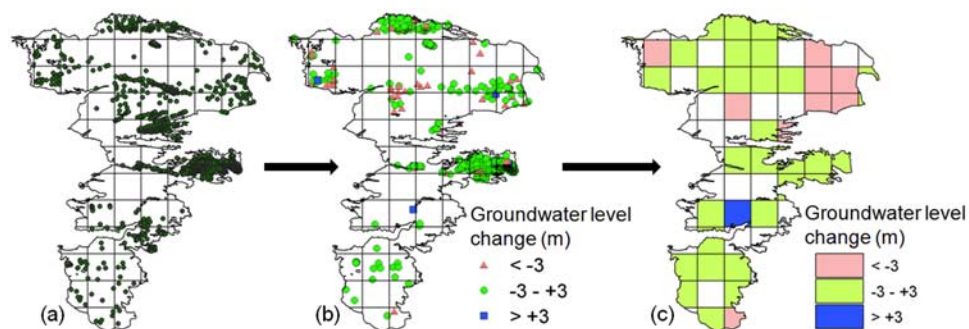 (a)
(b)
Groundwater level
change (m)
< -3
-3 - +3
> +3
(c)
Groundwater level
change (m)
< -3
-3 - +3
> +3